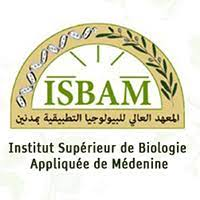 ISBAM
المعهد العالي للبيولوجيا التطبيقية بمدنين
Institut Supérieur de Biologie
Appliquée de Médenine